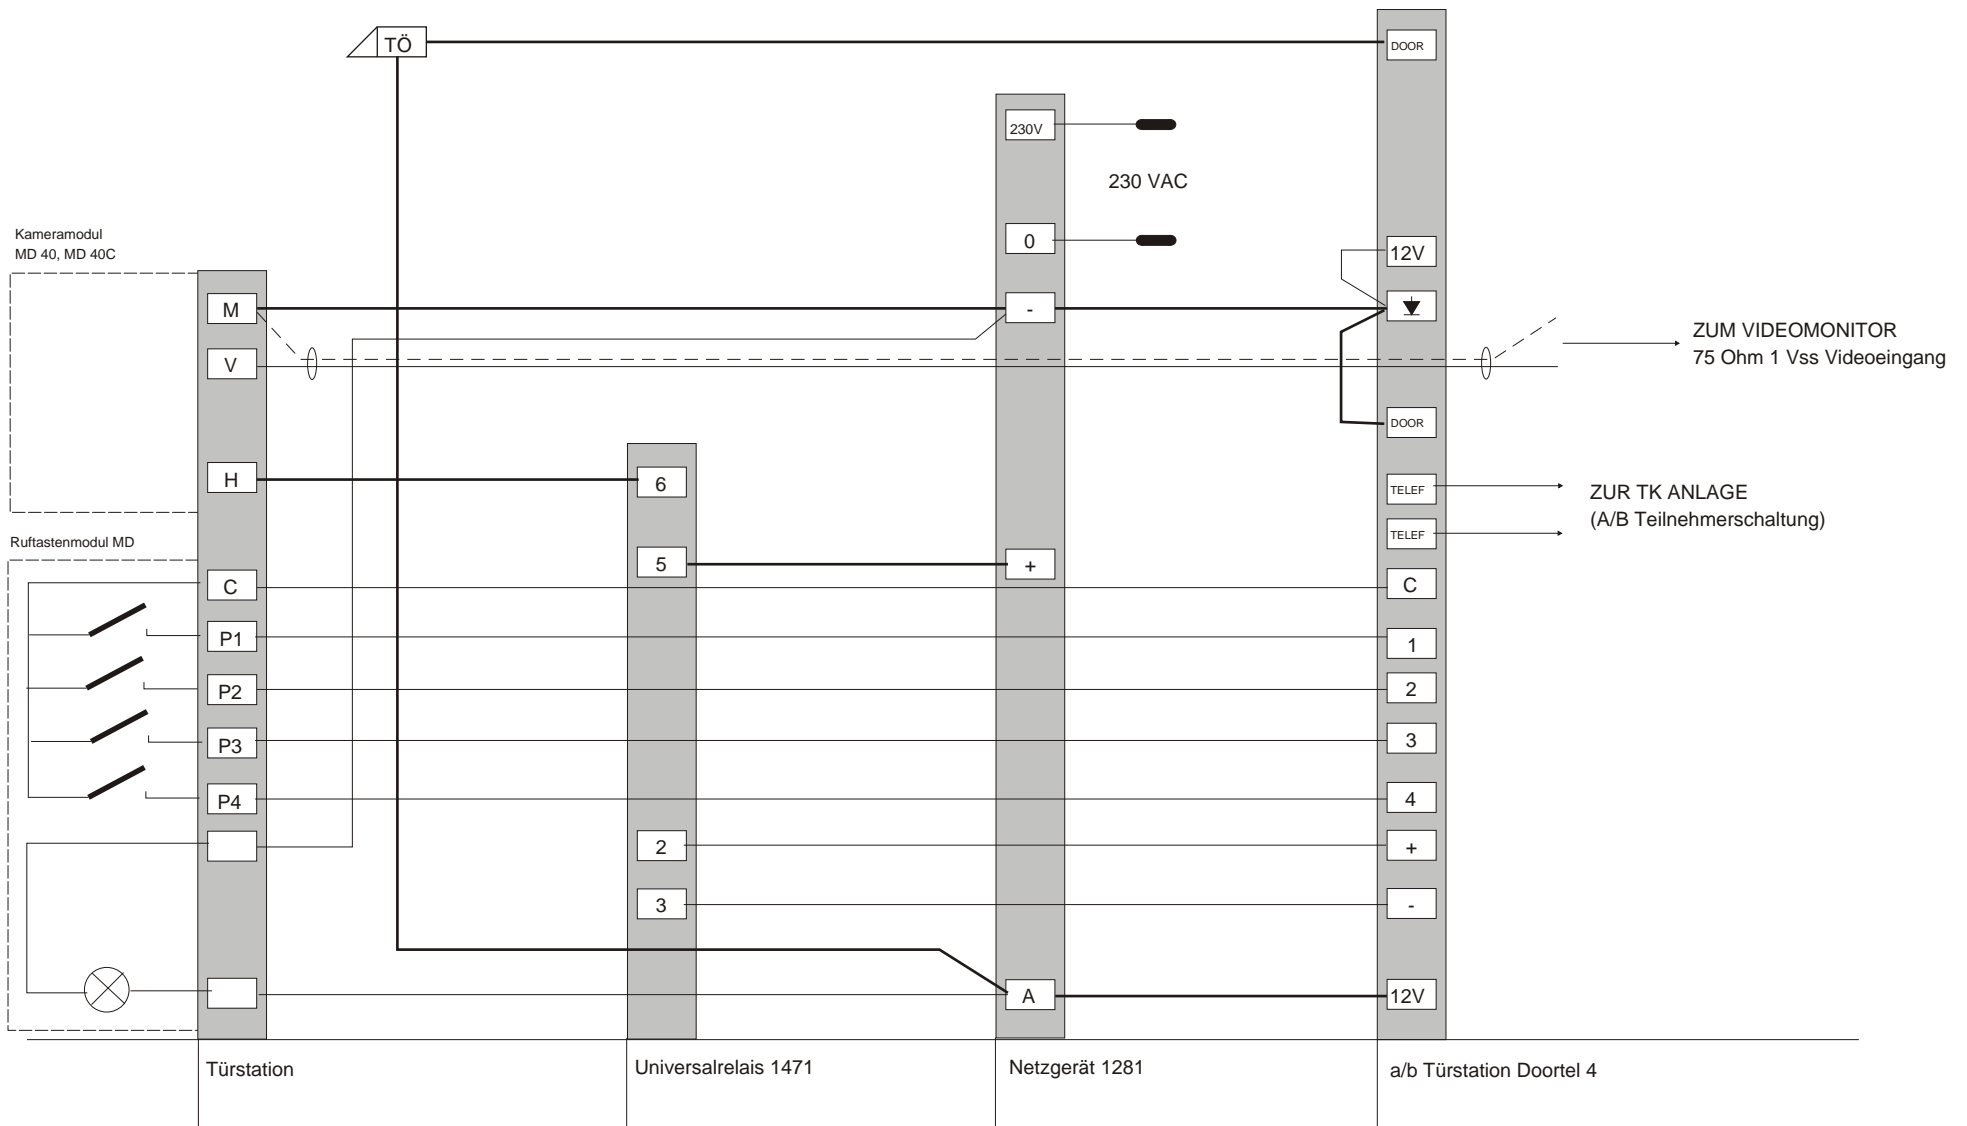 TÖ
DOOR
230V
230 VAC
0
Kameramodul
MD 40, MD 40C
12V
M
-
V
ZUM VIDEOMONITOR
75 Ohm 1 Vss Videoeingang
DOOR
H
6
TELEF
ZUR TK ANLAGE
(A/B Teilnehmerschaltung)
TELEF
Ruftastenmodul MD
5
+
C
C
P1
1
P2
2
P3
3
P4
4
2
+
3
-
A
12V
Türstation
Universalrelais 1471
Netzgerät 1281
a/b Türstation Doortel 4